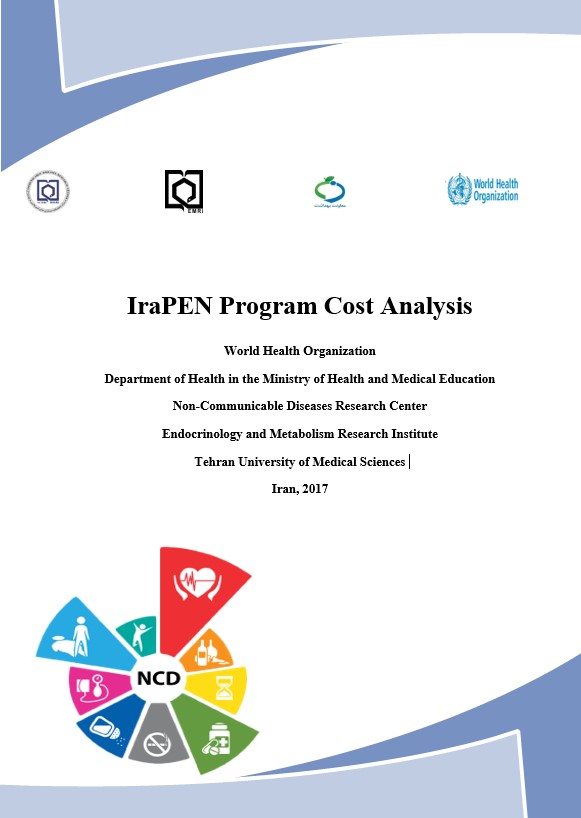 EMRI
World Health
Organization
IraPEN Program Cost Analysis
World Health Organization
Department of Health in the Ministry of Health and Medical Education
Non-Communicable Diseases Research Center
Endocrinology and Metabolism Research Institute
Tehran University of Medical Sciences
Iran, 2017
NCD